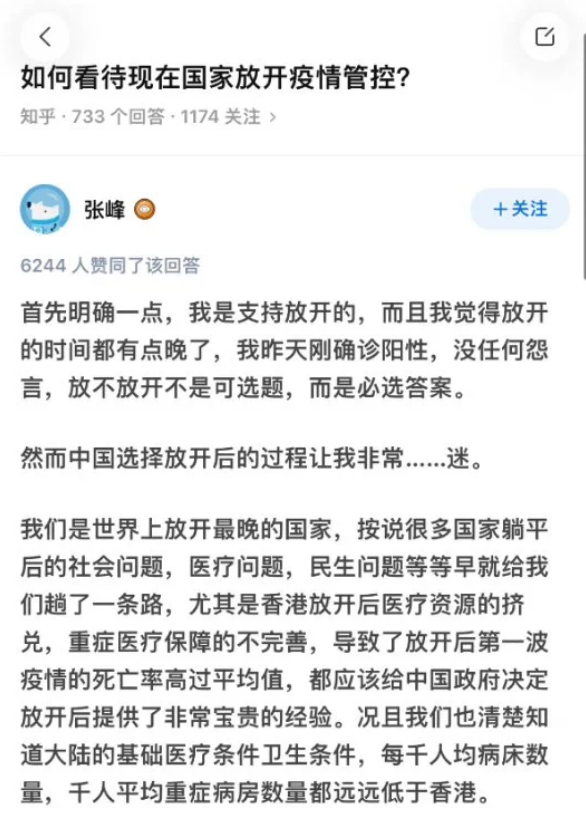 如何看待现在国家放开疫情管控?
知乎 · 733 个回答 · 1174 关注 >
张峰
+关注
6244 人赞同了该回答
首先明确一点，我是支持放开的，而且我觉得放开
的时间都有点晚了，我昨天刚确诊阳性，没任何怨
言，放不放开不是可选题，而是必选答案。
然而中国选择放开后的过程让我非常......迷。
我们是世界上放开最晚的国家，按说很多国家躺平
后的社会问题，医疗问题，民生问题等等早就给我
们趟了一条路，尤其是香港放开后医疗资源的挤
兑，重症医疗保障的不完善，导致了放开后第一波
疫情的死亡率高过平均值，都应该给中国政府决定
放开后提供了非常宝贵的经验。况且我们也清楚知
道大陆的基础医疗条件卫生条件，每千人均病床数
量，千人平均重症病房数量都远远低于香港。